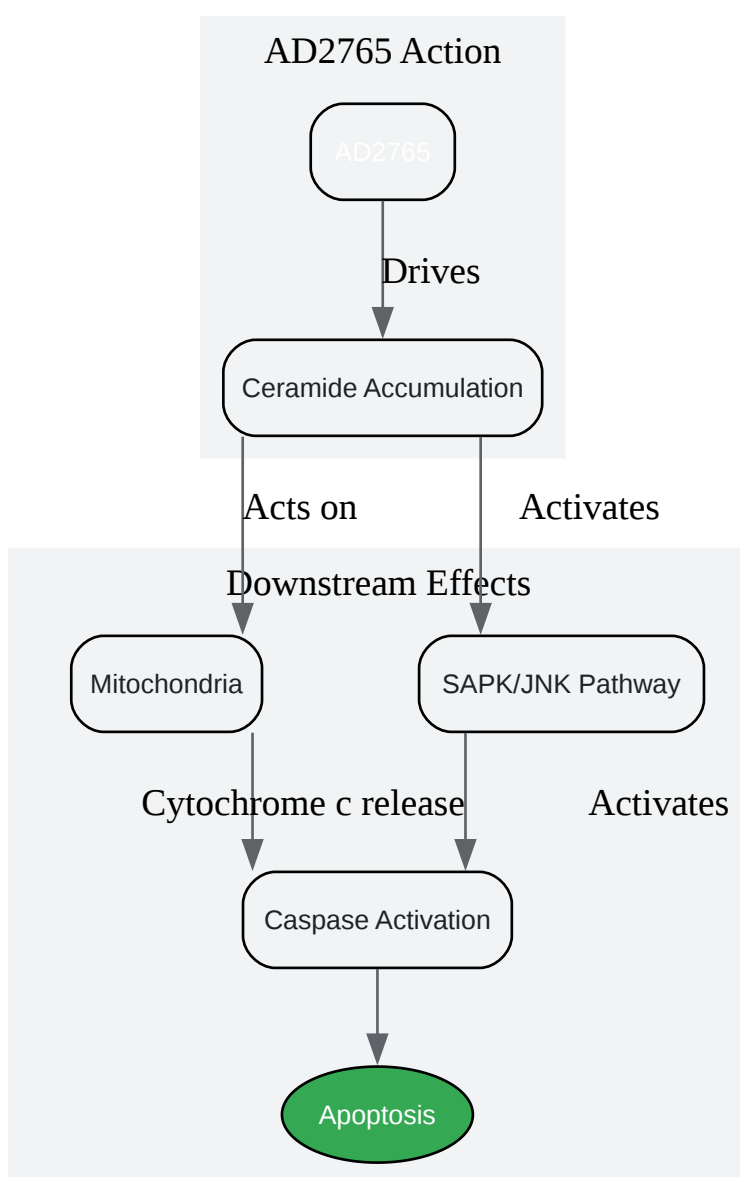 AD2765 Action
AD2765
Drives
Ceramide Accumulation
Acts on
Activates
Downstream Effects
Mitochondria
SAPK/JNK Pathway
Cytochrome c release
Activates
Caspase Activation
Apoptosis